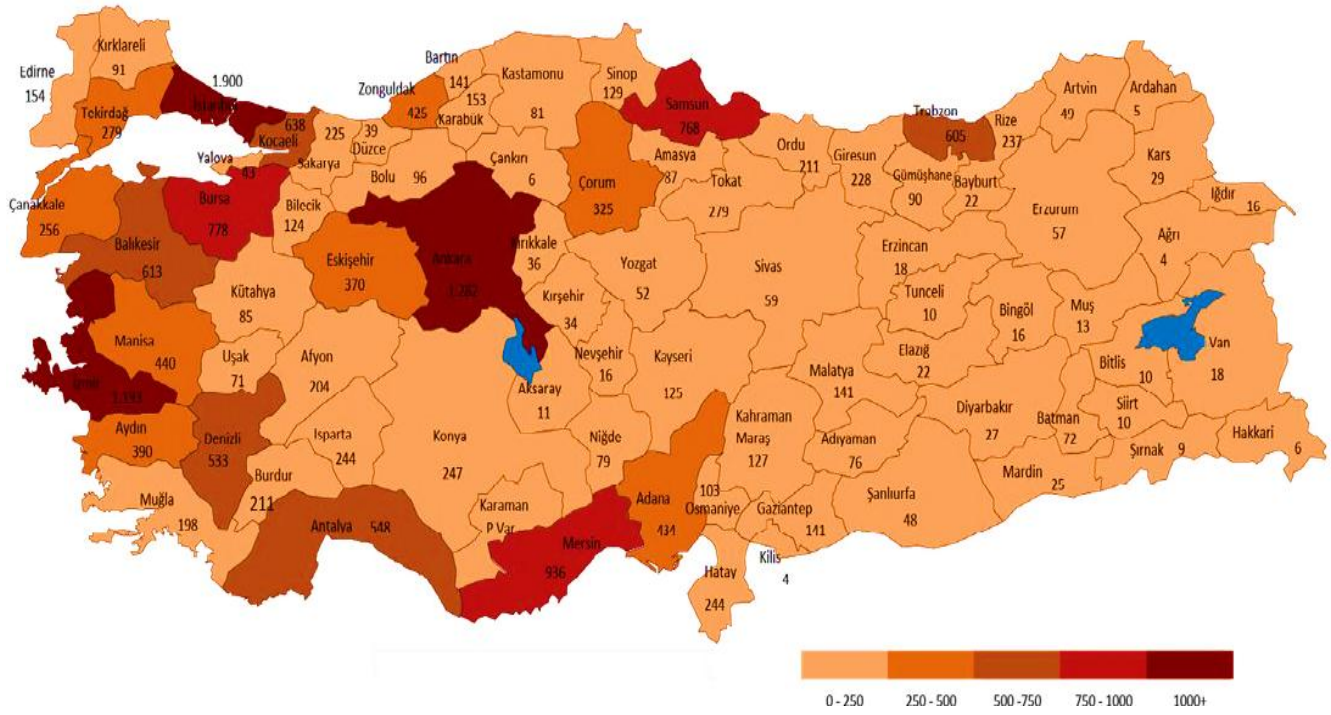 Kırklareli
91
Edirne
154
Tekirdağ
279
1.900
İstanbul
Kocaeli
638
Yalova
43
225
Sakarya
39
Düzce
Zonguldak
425
Bartın
141
153
Karabük
Kastamonu
81
Sinop
129
Samsun
768
Bolu
96
Çankırı
6
Çorum
325
Amasya
87
Tokat
279
Ordu
211
Giresun
228
Trabzon
605
Rize
237
Gümüşhane
90
Bayburt
22
Artvin
49
Ardahan
5
Kars
29
Iğdır
16
Ağrı
4
Erzurum
57
Erzincan
18
Tunceli
10
Bingöl
16
Muş
13
Bitlis
10
Van
18
Çanakkale
256
Balıkesir
613
Bursa
778
Bilecik
124
Eskişehir
370
Ankara
Kırıkkale
36
Kırşehir
34
Yozgat
52
Sivas
59
Kütahya
85
Manisa
440
Uşak
71
Afyon
204
İzmir
Aydın
390
Denizli
533
Muğla
198
Burdur
211
Isparta
244
Antalya
548
Konya
247
Aksaray
11
Nevşehir
16
Kayseri
125
Niğde
79
Karaman
P Var
Mersin
936
Adana
434
103
Osmaniye
Kahraman
Maraş
127
Malatya
141
Elazığ
22
Adıyaman
76
Gaziantep
141
Kilis
4
Hatay
244
Şanlıurfa
48
Diyarbakır
27
Mardin
25
Batman
72
Siirt
10
Şırnak
9
Hakkari
6
0 - 250
250 - 500
500 -750
750 - 1000
1000+